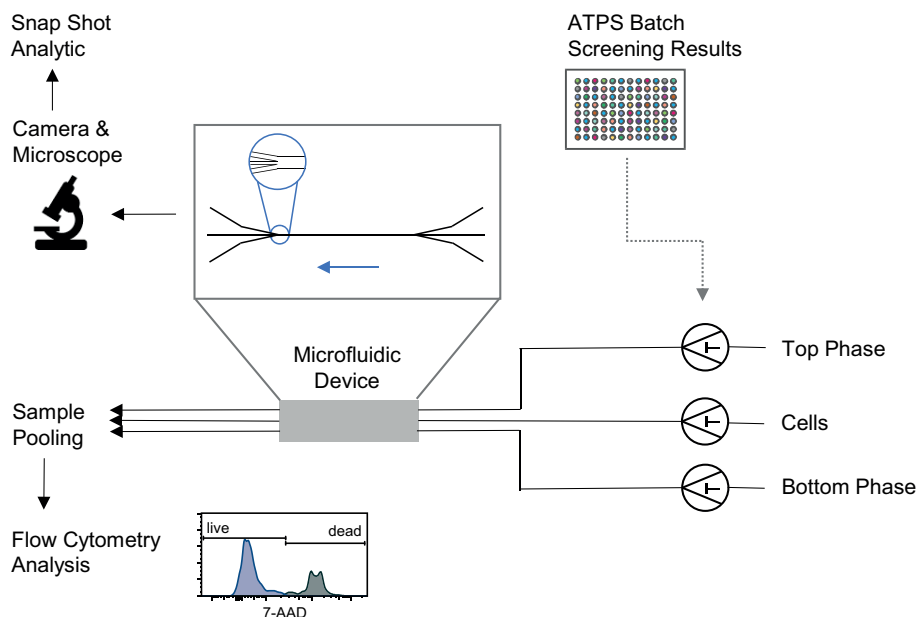 Snap Shot
Analytic
ATPS Batch
Screening Results
Camera &
Microscope
Microfluidic
Device
Top Phase
Sample
Pooling
Cells
Bottom Phase
Flow Cytometry
Analysis
live
dead
7-AAD